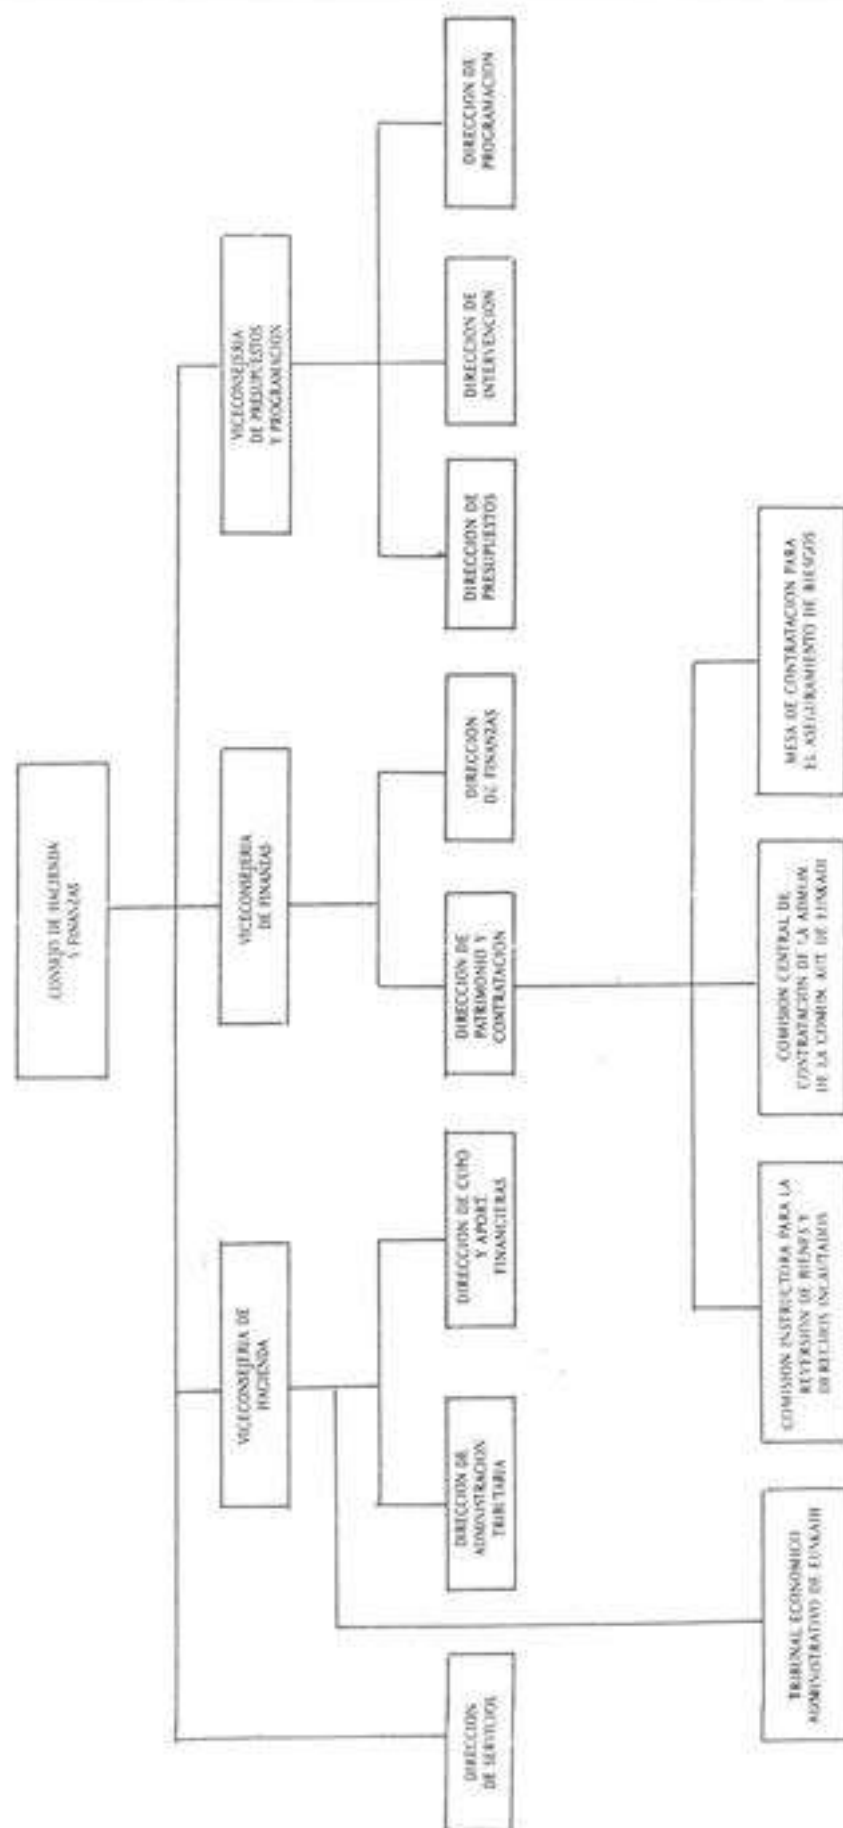 CONSEJO DE HACIENDA
Y FINANZAS
VICECONSEJERIA DE
HACIENDA
VICECONSEJERIA
DE FINANZAS
VICECONSEJERIA
DE PRESUPUESTOS
Y PROGRAMACION
DIRECCION
DE SERVICIOS
DIRECCION DE
ADMINISTRACION
TRIBUTARIA
DIRECCION DE CUPO
Y APORT.
FINANCIERAS
DIRECCION DE
PATRIMONIO Y
CONTRATACION
DIRECCION
DE FINANZAS
DIRECCION DE
PRESUPUESTOS
DIRECCION DE
INTERVENCION
DIRECCION DE
PROGRAMACION
TRIBUNAL ECONOMICO
ADMINISTRATIVO DE EUSKADI
COMISION INSTRUCTORA PARA LA
REVERSION DE BIENES Y
DERECHOS INCAUTADOS
COMISION CENTRAL DE
CONTRATACION DE LA ADMON.
DE LA COMUN. AUT. DE EUSKADI
MESA DE CONTRATACION PARA
EL ASEGURAMIENTO DE RIESGOS